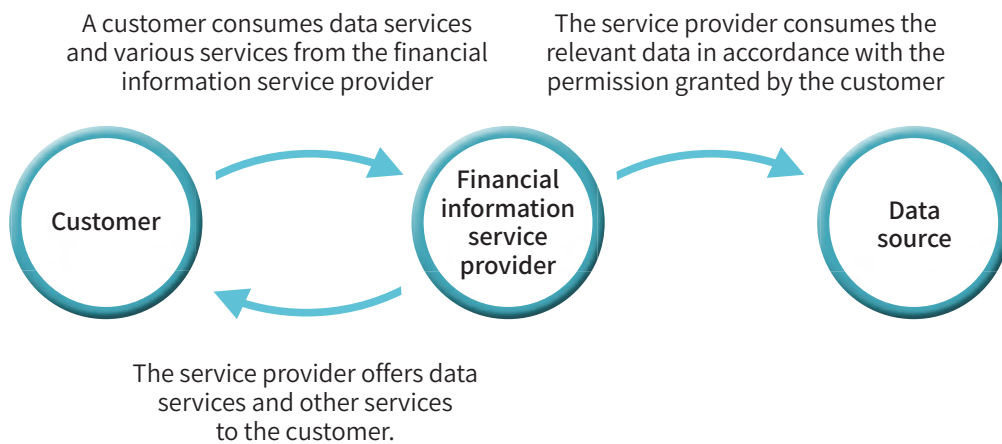 A customer consumes data services
and various services from the financial
information service provider
The service provider consumes the
relevant data in accordance with the
permission granted by the customer
Customer
Financial
information
service
provider
Data
source
The service provider offers data
services and other services
to the customer.